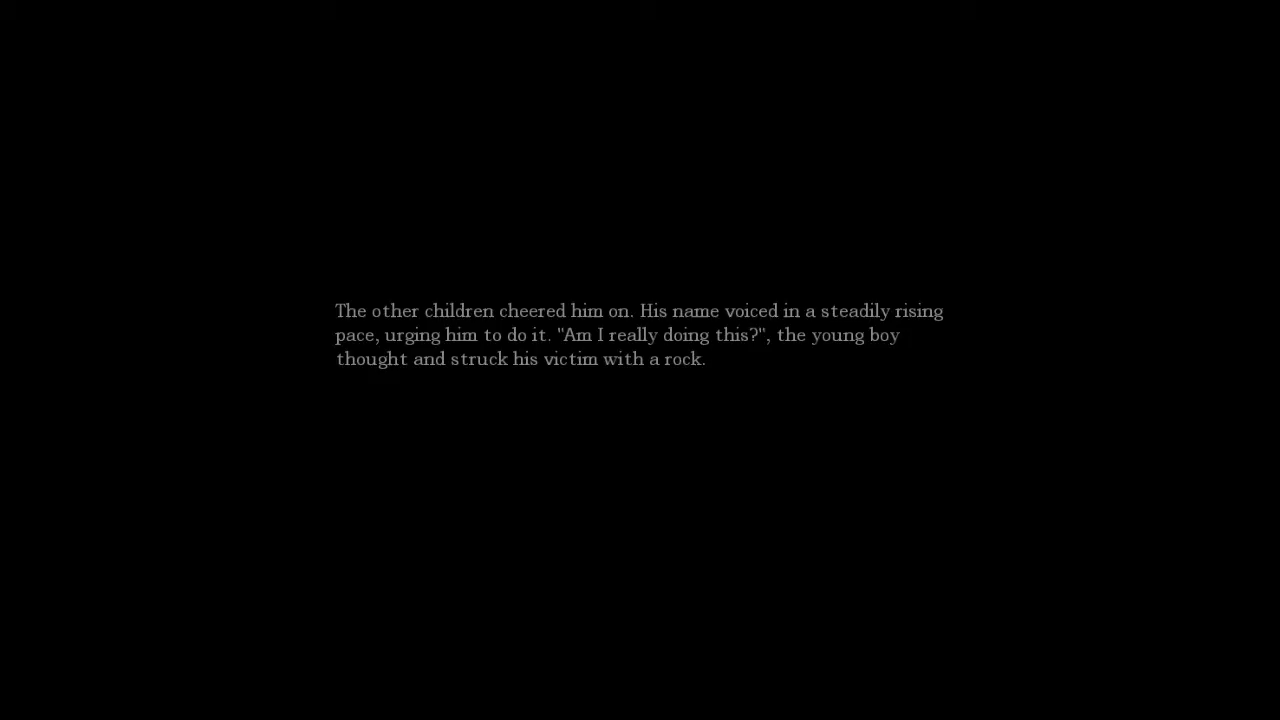 The other children cheered him on. His name voiced in a steadily rising
pace, urging him to do it. "Am I really doing this?", the young boy
thought and struck his victim with a rock.